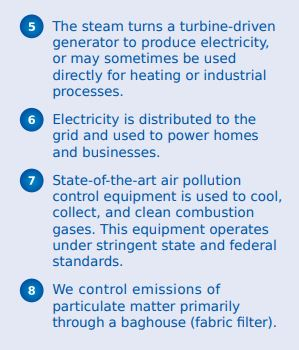 5 The steam turns a turbine-driven
generator to produce electricity,
or may sometimes be used
directly for heating or industrial
processes.
6 Electricity is distributed to the
grid and used to power homes
and businesses.
7 State-of-the-art air pollution
control equipment is used to cool,
collect, and clean combustion
gases. This equipment operates
under stringent state and federal
standards.
8 We control emissions of
particulate matter primarily
through a baghouse (fabric filter).